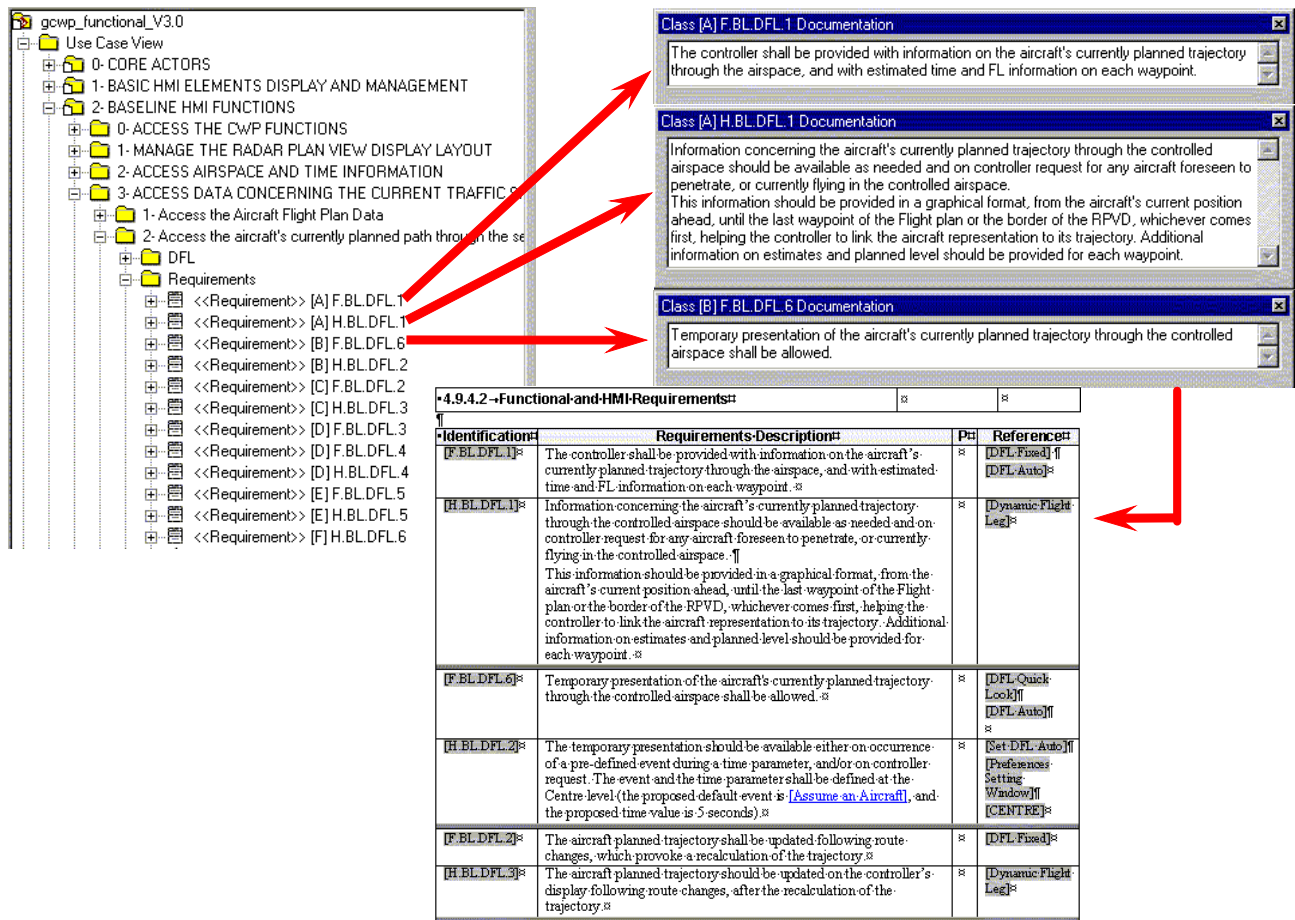 gcwp_functional_V3.0
Use Case View
0- CORE ACTORS
1- BASIC HMI ELEMENTS DISPLAY AND MANAGEMENT
2- BASELINE HMI FUNCTIONS
0- ACCESS THE CWP FUNCTIONS
1- MANAGE THE RADAR PLAN VIEW DISPLAY LAYOUT
2- ACCESS AIRSPACE AND TIME INFORMATION
3- ACCESS DATA CONCERNING THE CURRENT TRAFFIC S
1- Access the Aircraft Flight Plan Data
2- Access the aircraft's currently planned path through the se
DFL
Requirements
<<Requirement>> [A] F.BL.DFL.1
<<Requirement>> [A] H.BL.DFL.1
<<Requirement>> [B] F.BL.DFL.6
<<Requirement>> [B] H.BL.DFL.2
<<Requirement>> [C] F.BL.DFL.2
<<Requirement>> [C] H.BL.DFL.3
<<Requirement>> [D] F.BL.DFL.3
<<Requirement>> [D] F.BL.DFL.4
<<Requirement>> [D] H.BL.DFL.4
<<Requirement>> [E] F.BL.DFL.5
<<Requirement>> [E] H.BL.DFL.5
<<Requirement>> [F] H.BL.DFL.6
Class [A] F.BL.DFL.1 Documentation
The controller shall be provided with information on the aircraft's currently planned trajectory
through the airspace, and with estimated time and FL information on each waypoint.
Class [A] H.BL.DFL.1 Documentation
Information concerning the aircraft's currently planned trajectory through the controlled
airspace should be available as needed and on controller request for any aircraft foreseen to
penetrate, or currently flying in the controlled airspace.
This information should be provided in a graphical format, from the aircraft's current position
ahead, until the last waypoint of the Flight plan or the border of the RPVD, whichever comes
first, helping the controller to link the aircraft representation to its trajectory. Additional
information on estimates and planned level should be provided for each waypoint.
Class [B] F.BL.DFL.6 Documentation
Temporary presentation of the aircraft's currently planned trajectory through the controlled
airspace shall be allowed.
4.9.4.2 → Functional and HMI Requirements
Identification Requirements Description P Reference
[F.BL.DFL.1] The controller shall be provided with information on the aircraft's [DFL Fixed]
currently planned trajectory through the airspace, and with estimated [DFL Auto]
time and FL information on each waypoint.
[H.BL.DFL.1] Information concerning the aircraft's currently planned trajectory [Dynamic Flight
through the controlled airspace should be available as needed and on Leg]
controller request for any aircraft foreseen to penetrate, or currently
flying in the controlled airspace.
This information should be provided in a graphical format, from the
aircraft's current position ahead, until the last waypoint of the Flight
plan or the border of the RPVD, whichever comes first, helping the
controller to link the aircraft representation to its trajectory. Additional
information on estimates and planned level should be provided for
each waypoint.
[F.BL.DFL.6] Temporary presentation of the aircraft's currently planned trajectory [DFL Quick
through the controlled airspace shall be allowed. Look]
[DFL Auto]
[H.BL.DFL.2] The temporary presentation should be available either on occurrence [Set DFL Auto]
of a pre-defined event during a time parameter, and/or on controller [Preferences
request. The event and the time parameter shall be defined at the Setting
Centre level (the proposed default event is [Assume an Aircraft], and Window]
the proposed time value is 5 seconds). [CENTRE]
[F.BL.DFL.2] The aircraft planned trajectory shall be updated following route [DFL Fixed]
changes, which provoke a recalculation of the trajectory.
[H.BL.DFL.3] The aircraft planned trajectory should be updated on the controller's [Dynamic Flight
display following route changes, after the recalculation of the Leg]
trajectory.